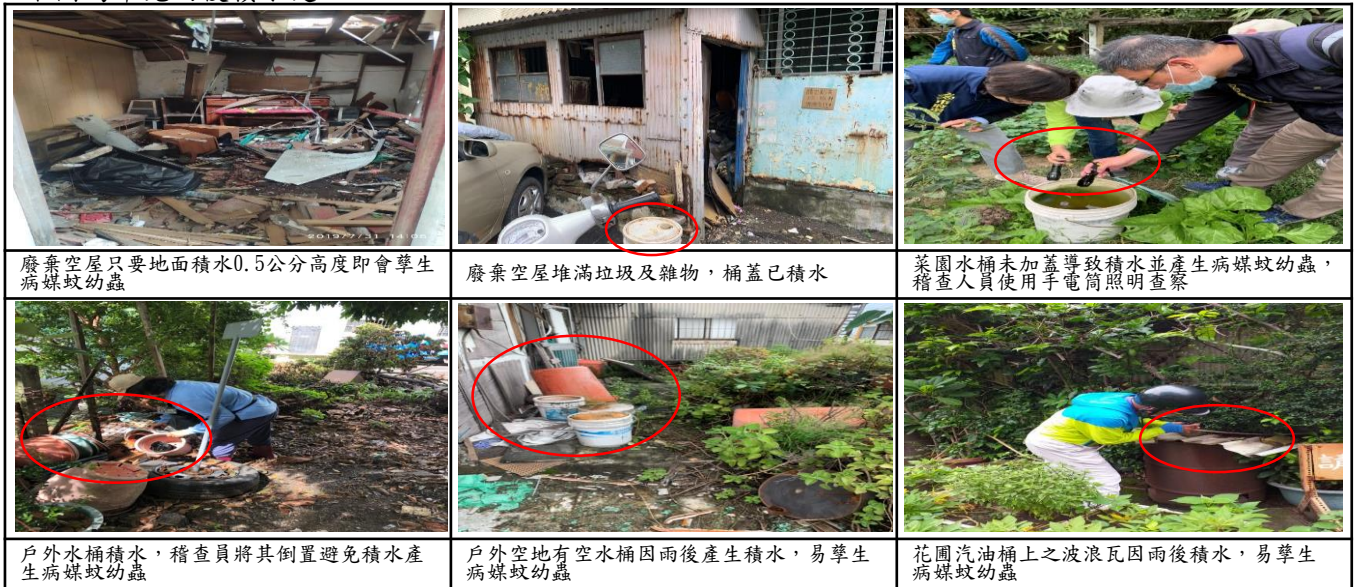 廢棄空屋只要地面積水0.5公分高度即會孳生
病媒蚊幼蟲
廢棄空屋堆滿垃圾及雜物，桶蓋已積水
菜園水桶未加蓋導致積水並產生病媒蚊幼蟲，
稽查人員使用手電筒照明查察
戶外水桶積水，稽查員將其倒置避免積水產
生病媒蚊幼蟲
戶外空地有空水桶因雨後產生積水，易孳生
病媒蚊幼蟲
花圃汽油桶上之波浪瓦因雨後積水，易孳生
病媒蚊幼蟲